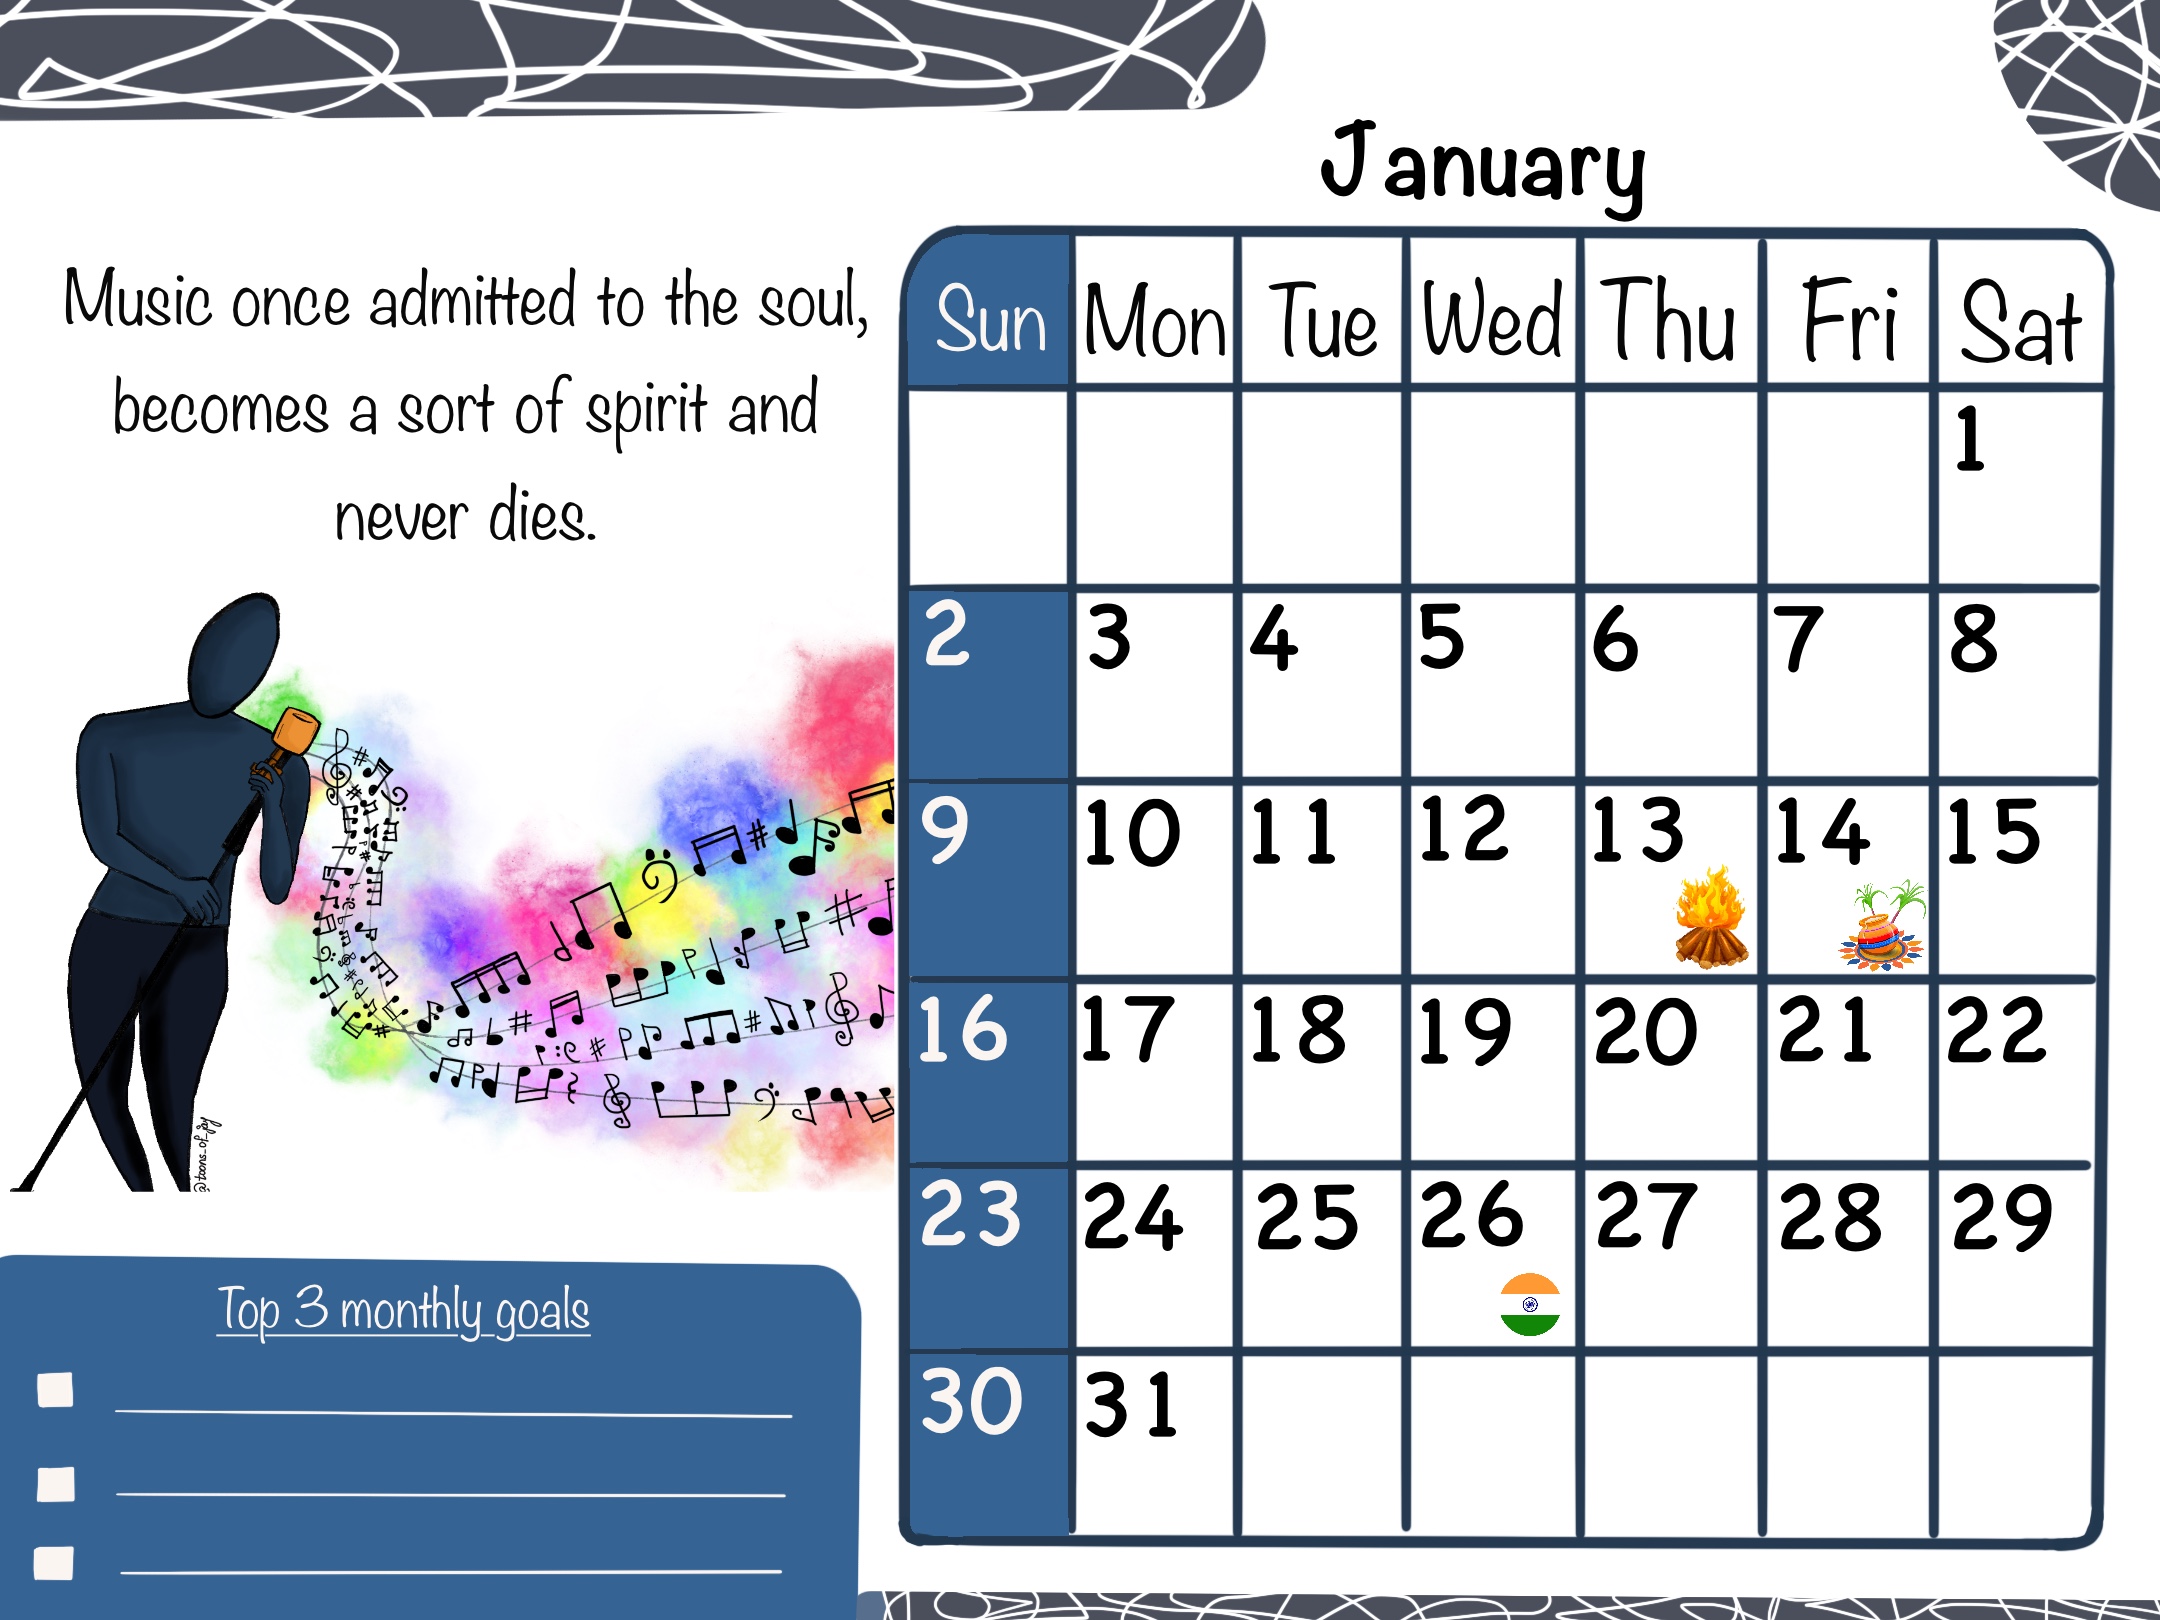 January
Music once admitted to the soul,
becomes a sort of spirit and
never dies.
@toons_of_jay
Top 3 monthly goals
Sun Mon Tue Wed Thu Fri Sat
1
2 3 4 5 6 7 8
9 10 11 12 13 14 15
16 17 18 19 20 21 22
23 24 25 26 27 28 29
30 31